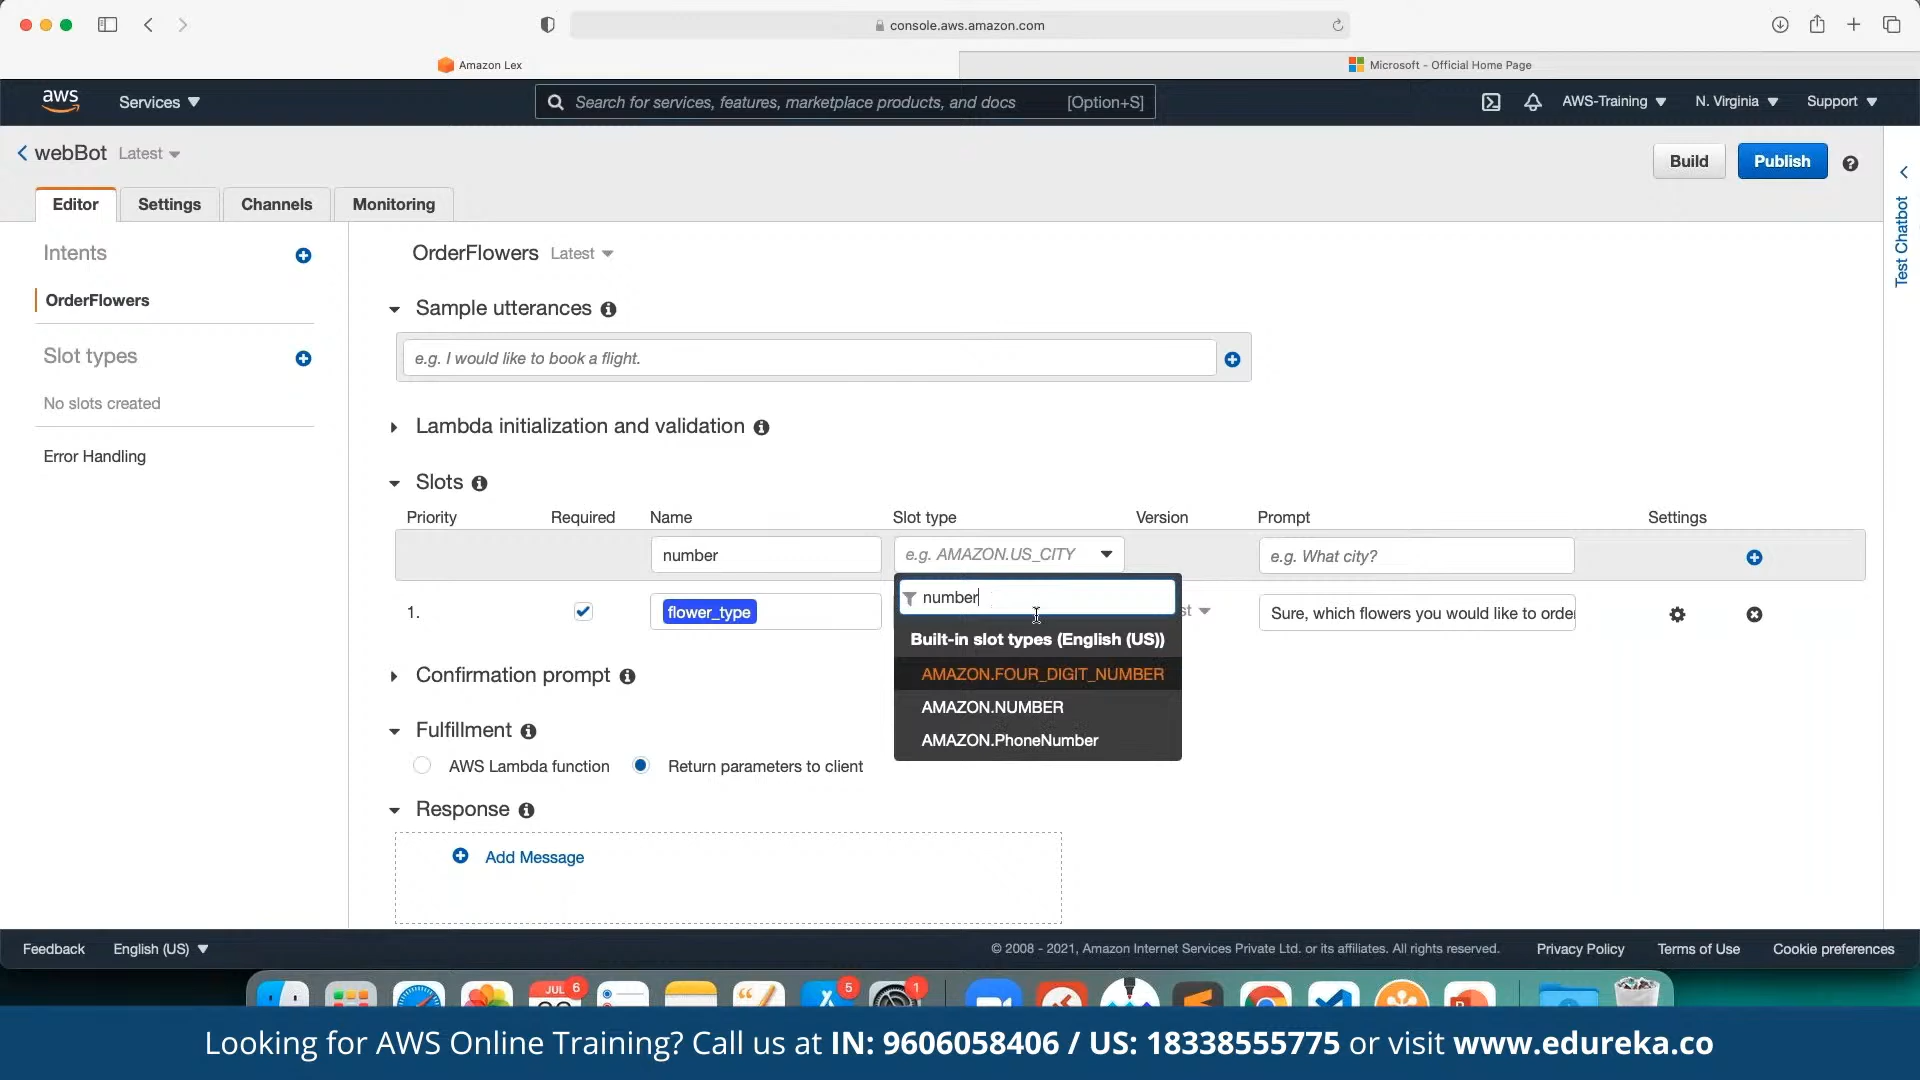 console.aws.amazon.com
Amazon Lex
Microsoft - Official Home Page
aws
Services
Search for services, features, marketplace products, and docs [Option+S]
AWS-Training
N. Virginia
Support
webBot Latest
Build
Publish
Editor
Settings
Channels
Monitoring
Test Chatbot
Intents
OrderFlowers
Slot types
No slots created
Error Handling
OrderFlowers Latest
Sample utterances
e.g. I would like to book a flight.
Lambda initialization and validation
Slots
Priority Required Name Slot type Version Prompt Settings
number e.g. AMAZON.US_CITY e.g. What city?
number
1. flower_type st Sure, which flowers you would like to orde
Built-in slot types (English (US))
AMAZON.FOUR_DIGIT_NUMBER
AMAZON.NUMBER
AMAZON.PhoneNumber
Confirmation prompt
Fulfillment
AWS Lambda function Return parameters to client
Response
Add Message
Feedback English (US) © 2008 - 2021, Amazon Internet Services Private Ltd. or its affiliates. All rights reserved. Privacy Policy Terms of Use Cookie preferences
JUL 6 5 1
Looking for AWS Online Training? Call us at IN: 9606058406 / US: 18338555775 or visit www.edureka.co